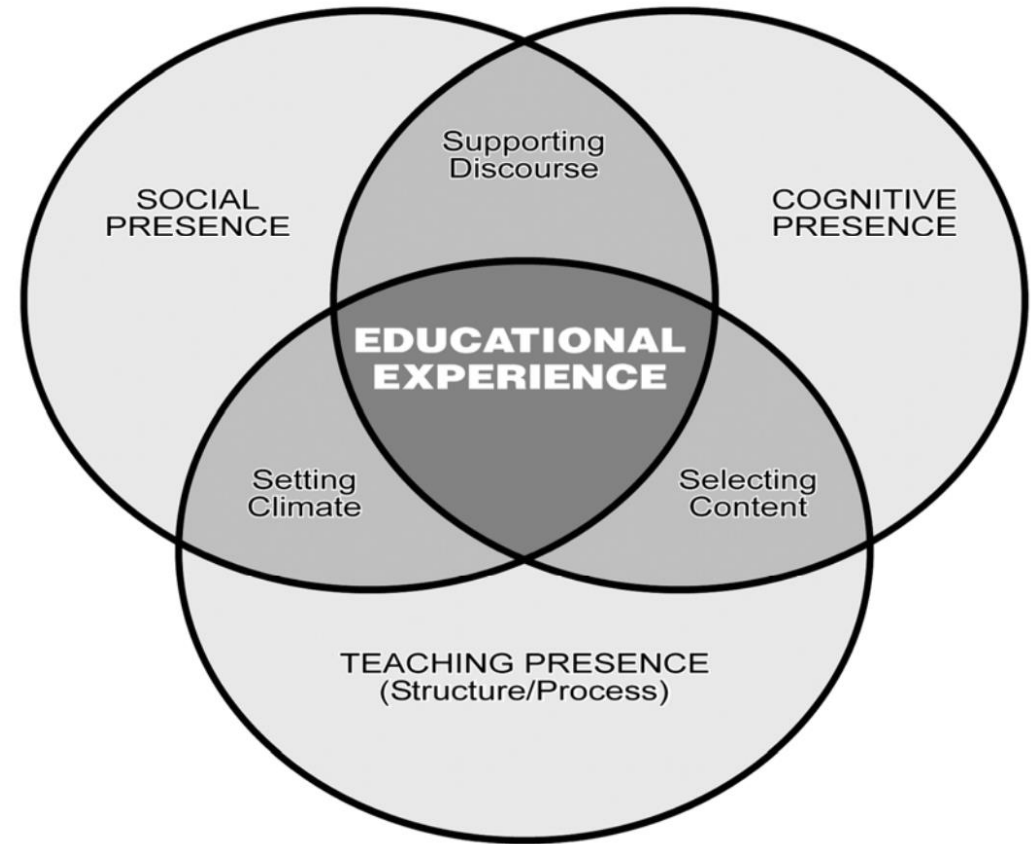 Supporting
Discourse
SOCIAL
PRESENCE
COGNITIVE
PRESENCE
EDUCATIONAL
EXPERIENCE
Setting
Climate
Selecting
Content
TEACHING PRESENCE
(Structure/Process)